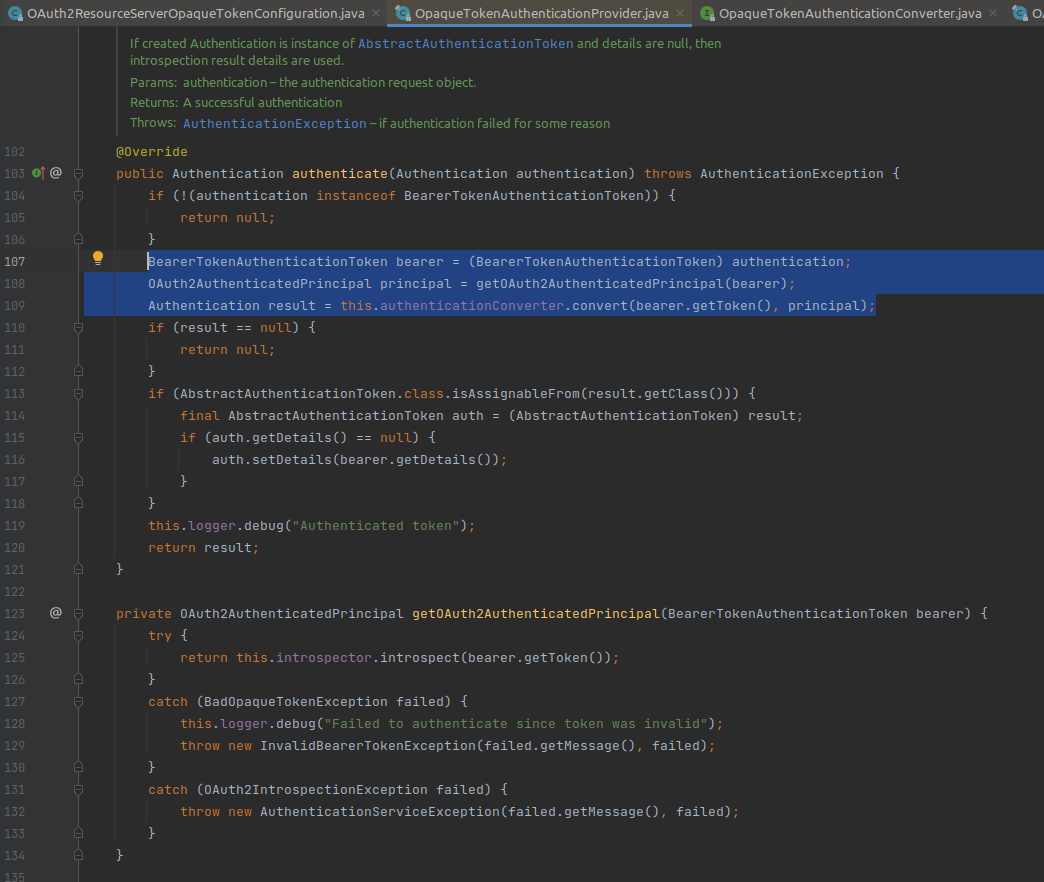 OAuth2ResourceServerOpaqueTokenConfiguration.java × OpaqueTokenAuthenticationProvider.java × OpaqueTokenAuthenticationConverter.java ×
If created Authentication is instance of AbstractAuthenticationToken and details are null, then
introspection result details are used.
Params: authentication – the authentication request object.
Returns: A successful authentication
Throws: AuthenticationException – if authentication failed for some reason
102 @Override
103 @ public Authentication authenticate(Authentication authentication) throws AuthenticationException {
104 if (!(authentication instanceof BearerTokenAuthenticationToken)) {
105 return null;
106 }
107 BearerTokenAuthenticationToken bearer = (BearerTokenAuthenticationToken) authentication;
108 OAuth2AuthenticatedPrincipal principal = getOAuth2AuthenticatedPrincipal(bearer);
109 Authentication result = this.authenticationConverter.convert(bearer.getToken(), principal);
110 if (result == null) {
111 return null;
112 }
113 if (AbstractAuthenticationToken.class.isAssignableFrom(result.getClass())) {
114 final AbstractAuthenticationToken auth = (AbstractAuthenticationToken) result;
115 if (auth.getDetails() == null) {
116 auth.setDetails(bearer.getDetails());
117 }
118 }
119 this.logger.debug("Authenticated token");
120 return result;
121 }
122
123 @ private OAuth2AuthenticatedPrincipal getOAuth2AuthenticatedPrincipal(BearerTokenAuthenticationToken bearer) {
124 try {
125 return this.introspector.introspect(bearer.getToken());
126 }
127 catch (BadOpaqueTokenException failed) {
128 this.logger.debug("Failed to authenticate since token was invalid");
129 throw new InvalidBearerTokenException(failed.getMessage(), failed);
130 }
131 catch (OAuth2IntrospectionException failed) {
132 throw new AuthenticationServiceException(failed.getMessage(), failed);
133 }
134 }
135